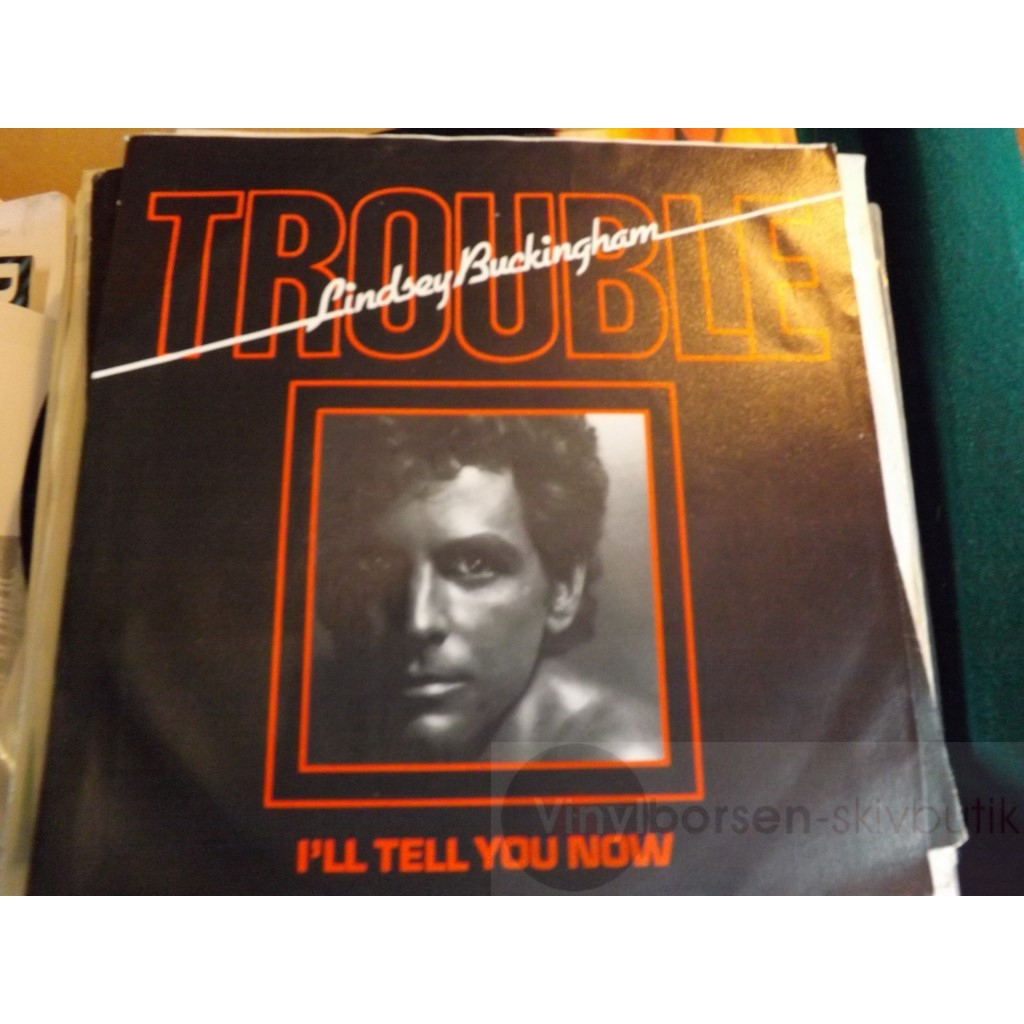 TROUBLE
Lindsey Buckingham
I'LL TELL YOU NOW
Vinylborsen-skivbutik